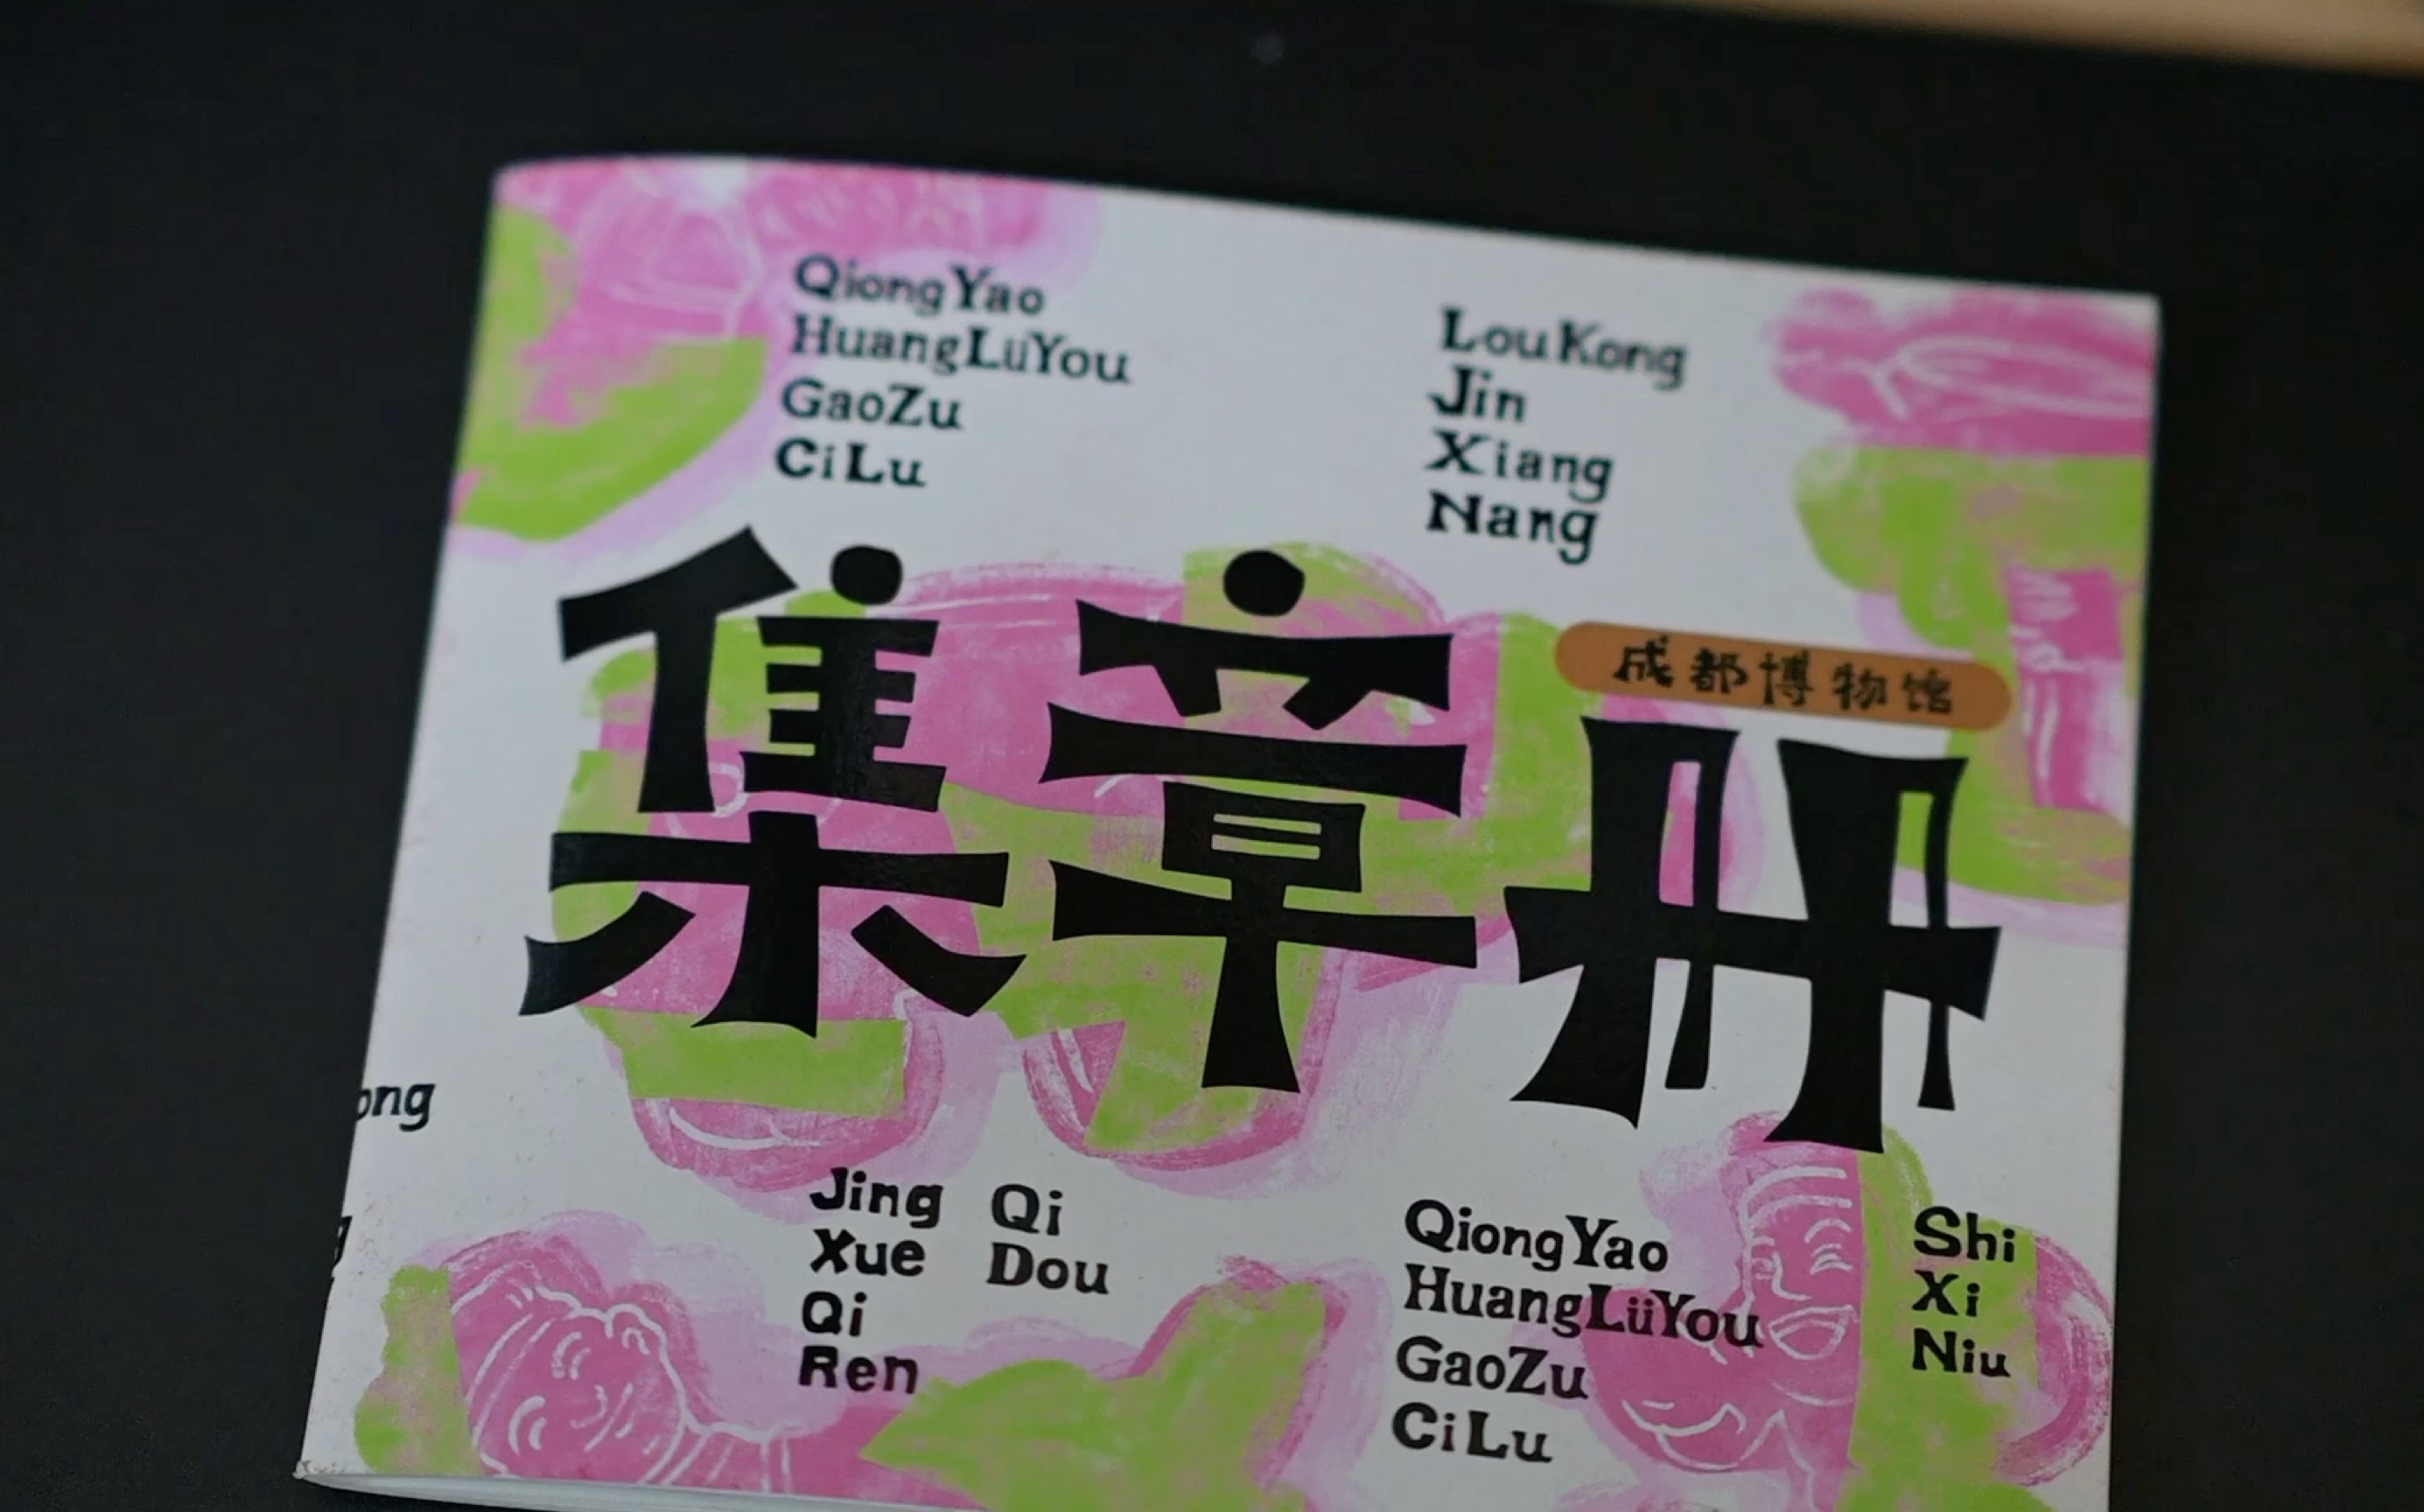 QiongYao
HuangLüYou
GaoZu
CiLu
LouKong
Jin
Xiang
Nang
成都博物馆
集章册
ong
g
Jing
Xue
Qi
Ren
Qi
Dou
QiongYao
HuangLüYou
GaoZu
CiLu
Shi
Xi
Niu